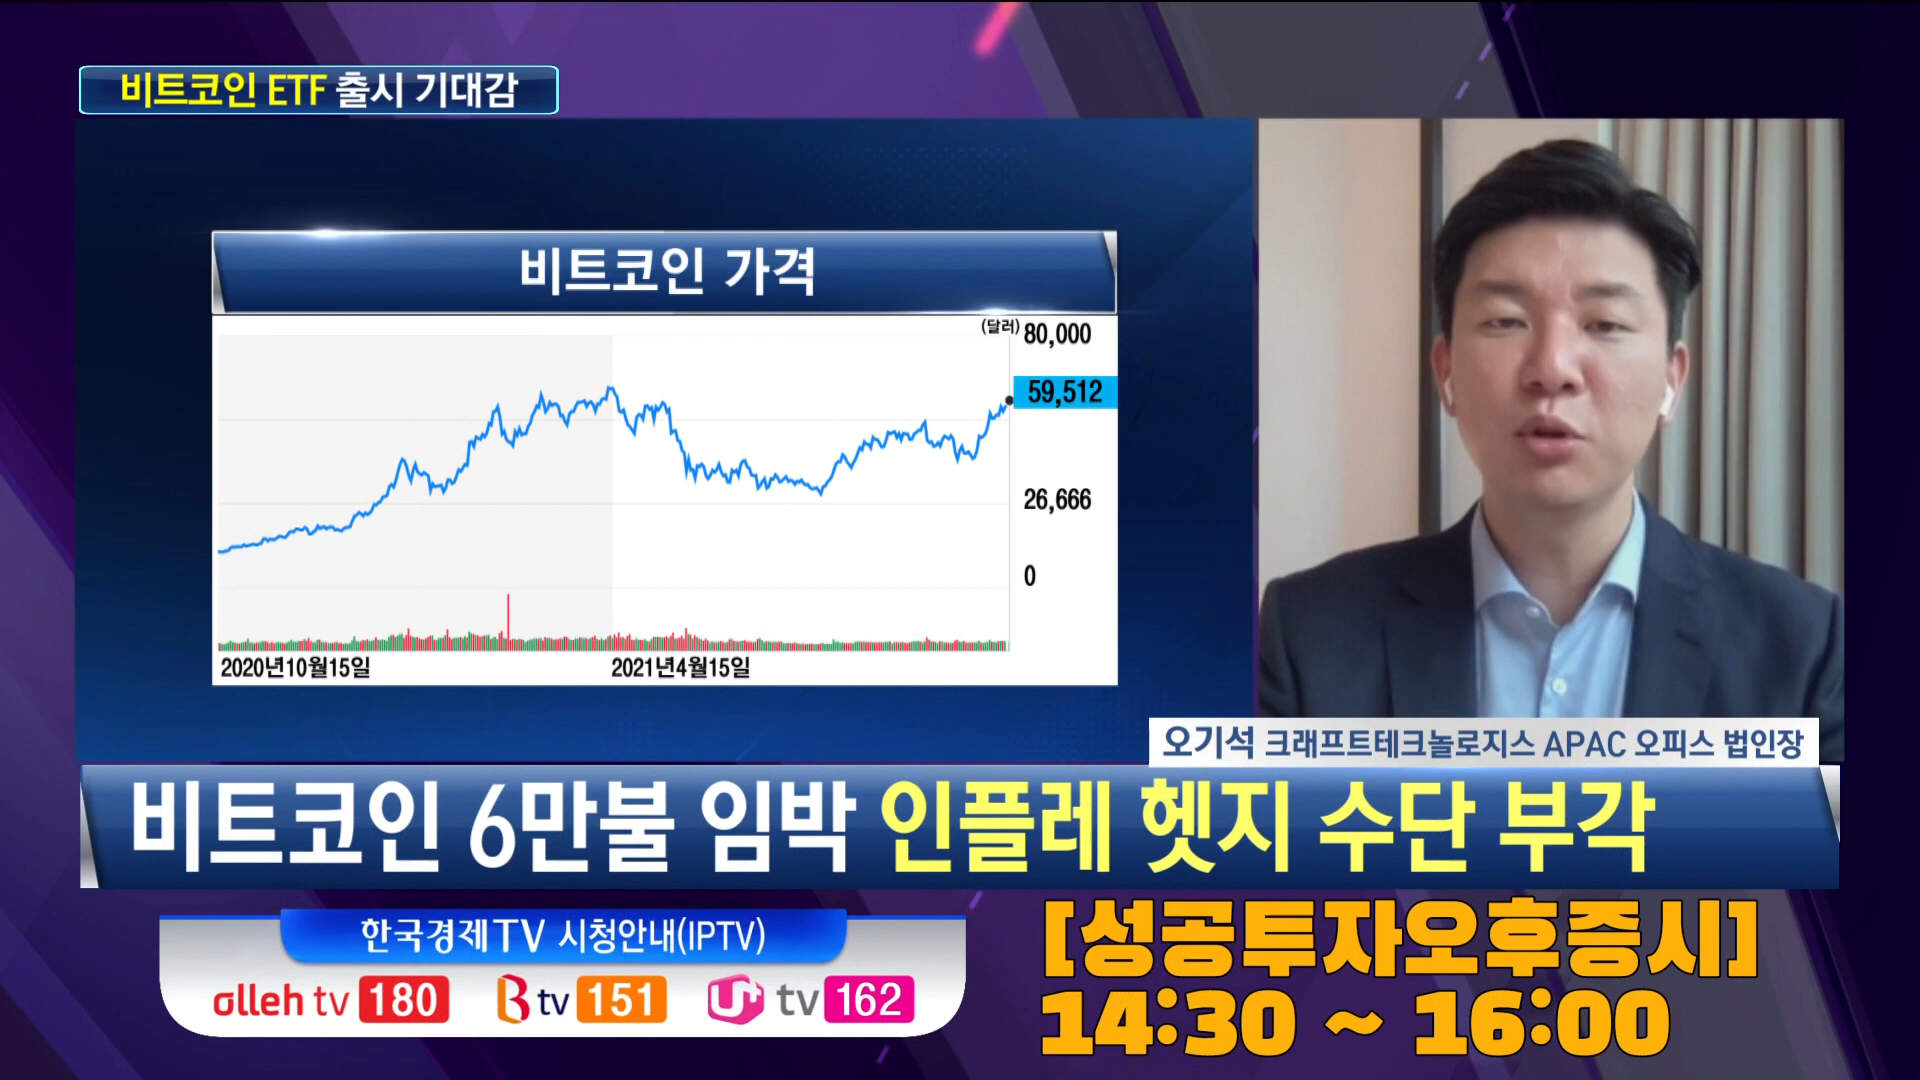 비트코인 ETF 출시 기대감
비트코인 가격
(달러) 80,000
59,512
26,666
0
2020년10월15일 2021년4월15일
오기석 크래프트테크놀로지스 APAC 오피스 법인장
비트코인 6만불 임박 인플레 헷지 수단 부각
한국경제TV 시청안내(IPTV)
olleh tv 180 B tv 151 U+ tv 162
[성공투자오후증시]
14:30 ~ 16:00